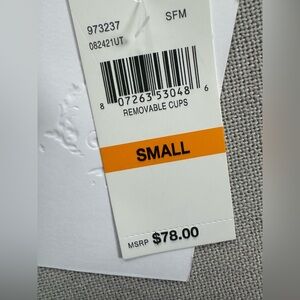 973237 SFM
082421UT
8 07263 53048 6
REMOVABLE CUPS
SMALL
MSRP $78.00